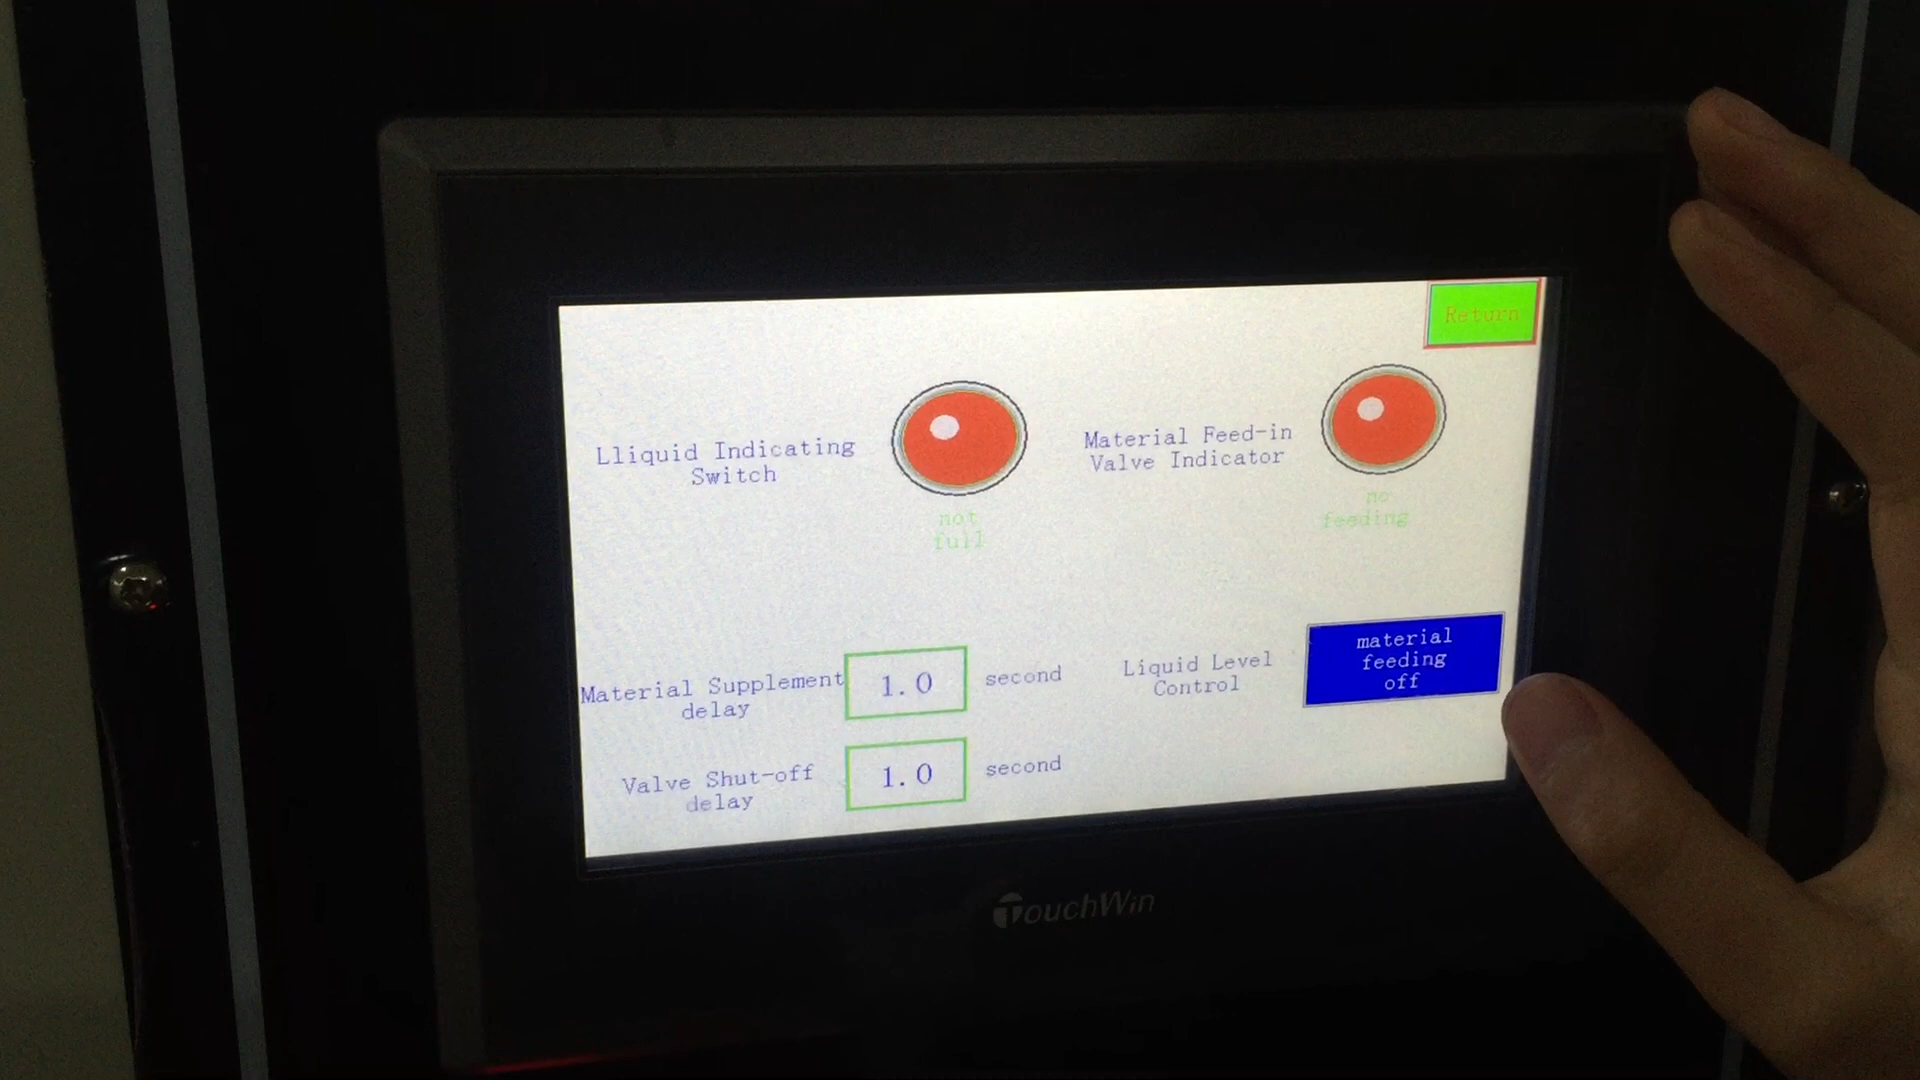 Return
Lliquid Indicating
Switch
not
full
Material Feed-in
Valve Indicator
no
feeding
Material Supplement
delay
1.0
second
Liquid Level
Control
material
feeding
off
Valve Shut-off
delay
1.0
second
TouchWin